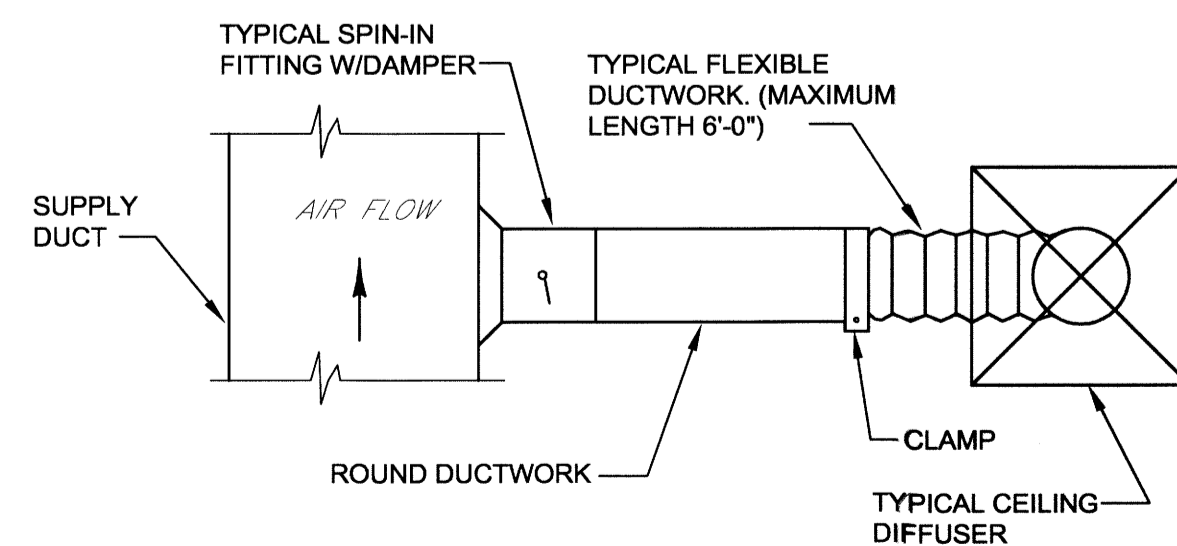 TYPICAL SPIN-IN
FITTING W/DAMPER
TYPICAL FLEXIBLE
DUCTWORK. (MAXIMUM
LENGTH 6'-0")
SUPPLY
DUCT
AIR FLOW
CLAMP
ROUND DUCTWORK
TYPICAL CEILING
DIFFUSER